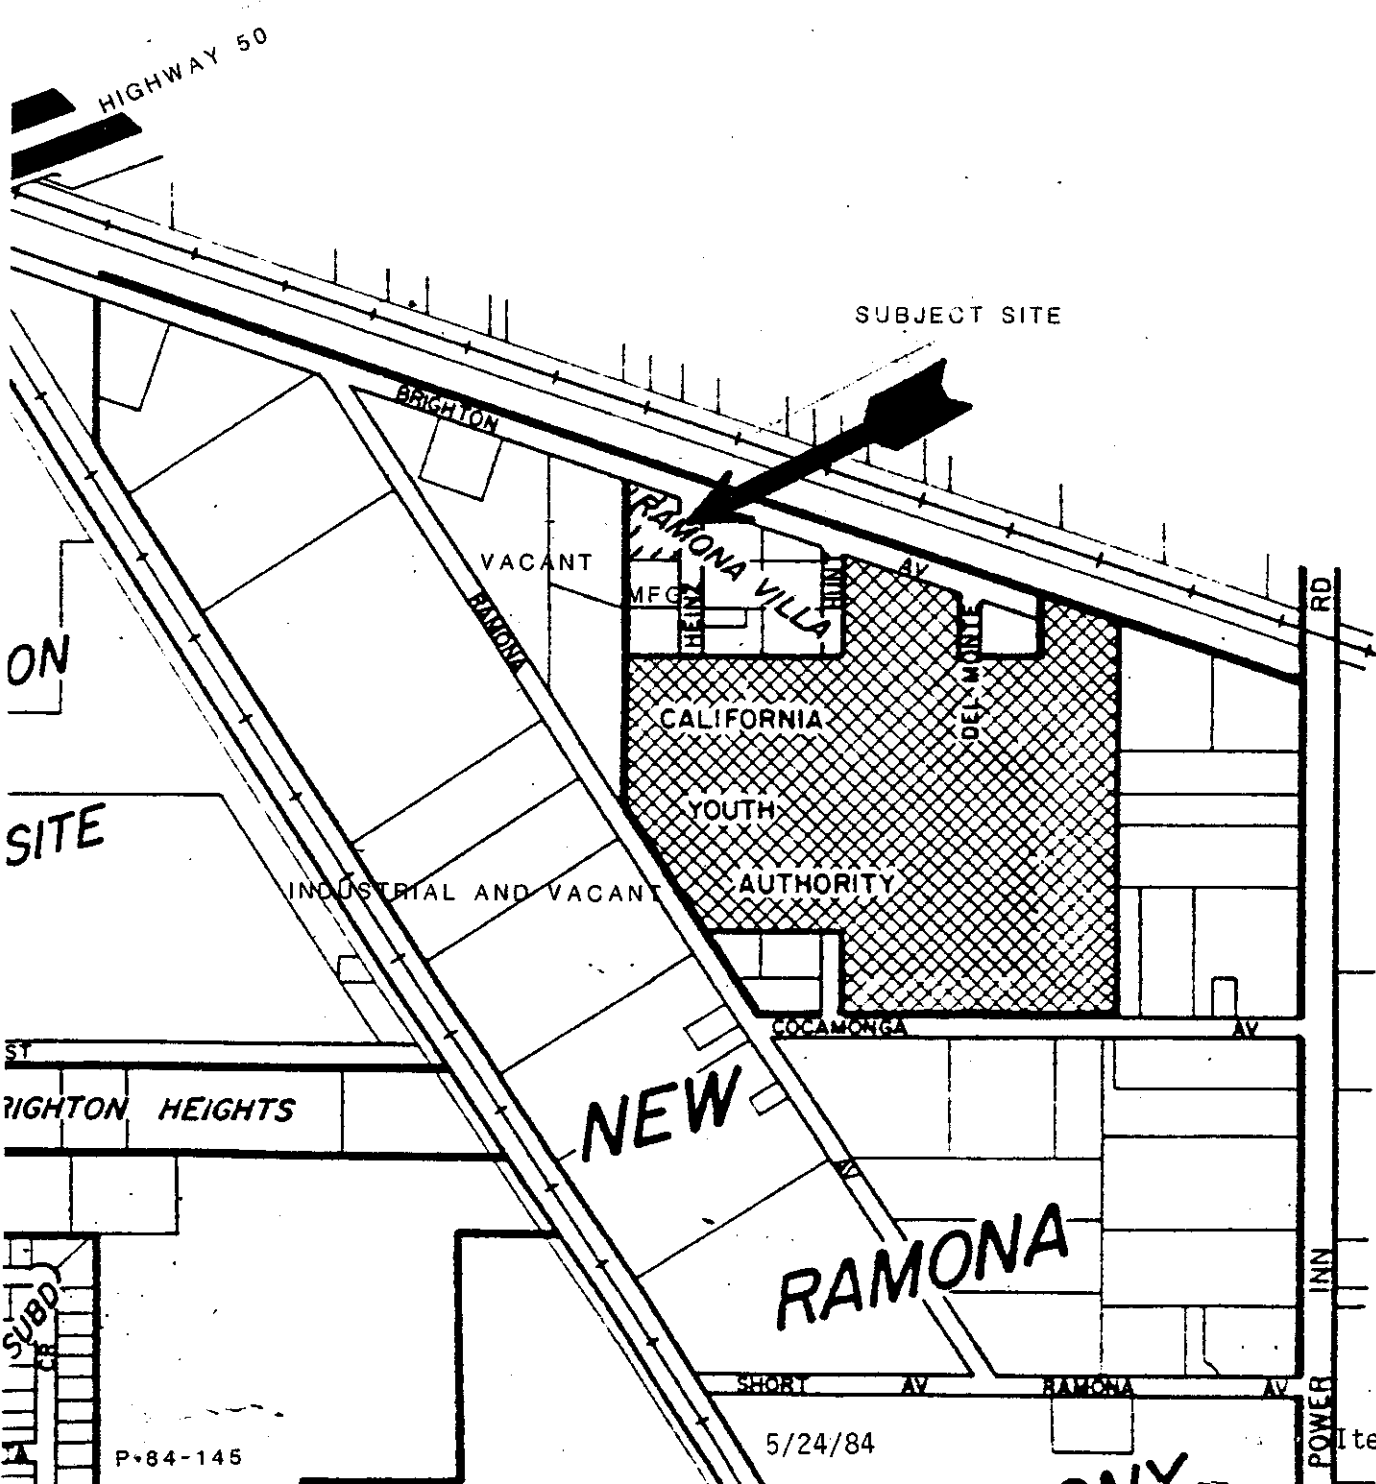 HIGHWAY 50
SUBJECT SITE
BRIGHTON
AV
RD
RAMONA VILLA
VACANT
MFG
HEINZ
HUNT
DEL MONTE
RAMONA
ON
CALIFORNIA
YOUTH
AUTHORITY
SITE
INDUSTRIAL AND VACANT
COCAMONGA AV
ST
RIGHTON HEIGHTS
NEW
AV
RAMONA
INN
SUBD
CR
SHORT AV RAMONA AV
POWER
P-84-145
5/24/84
Ite